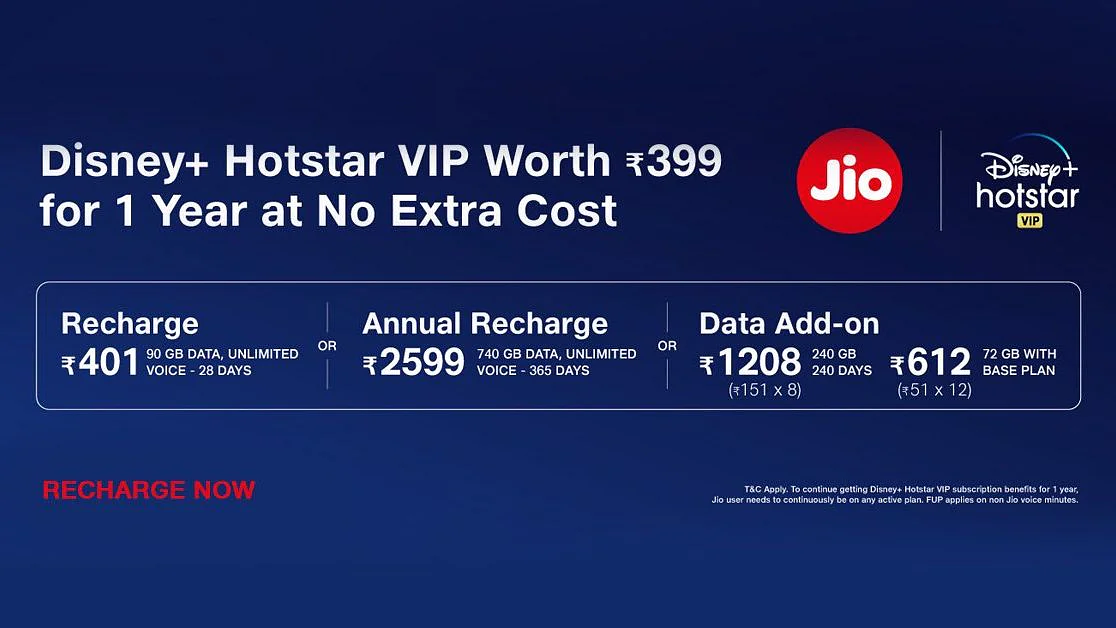 Disney+ Hotstar VIP Worth ₹399
for 1 Year at No Extra Cost
Jio
Disney+
hotstar
VIP
Recharge
₹401 90 GB DATA, UNLIMITED
VOICE - 28 DAYS
OR
Annual Recharge
₹2599 740 GB DATA, UNLIMITED
VOICE - 365 DAYS
OR
Data Add-on
₹1208 240 GB
240 DAYS
(₹151 x 8)
₹612 72 GB WITH
BASE PLAN
(₹51 x 12)
RECHARGE NOW
T&C Apply. To continue getting Disney+ Hotstar VIP subscription benefits for 1 year,
Jio user needs to continuously be on any active plan. FUP applies on non Jio voice minutes.